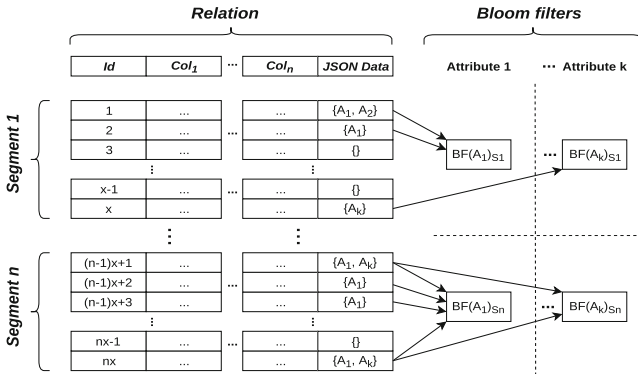 Relation Bloom filters
Id Col1 ... Coln JSON Data Attribute 1 ... Attribute k
Segment 1
1 ... ... {A1, A2}
2 ... ... ... {A1}
3 ... ... {}
BF(A1)S1 ... BF(Ak)S1
... ...
x-1 ... ... ... {}
x ... ... {Ak}
... ...
Segment n
(n-1)x+1 ... ... {A1, Ak}
(n-1)x+2 ... ... ... {A1}
(n-1)x+3 ... ... {A1}
BF(A1)Sn ... BF(Ak)Sn
... ...
nx-1 ... ... ... {}
nx ... ... {A1, Ak}